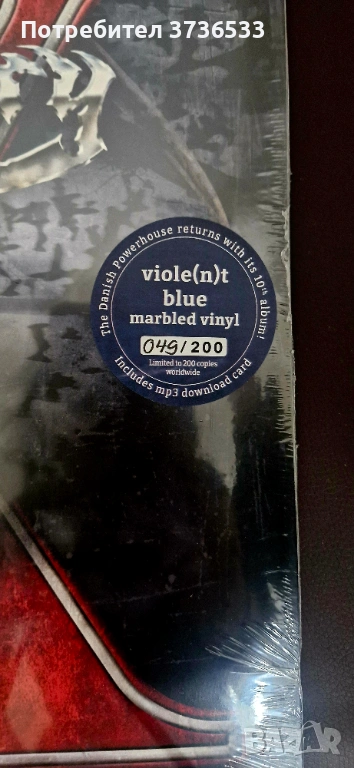 Потребител 3736533
The Danish Powerhouse returns with its 10th album!
viole(n)t
blue
marbled vinyl
049/200
Limited to 200 copies
worldwide
Includes mp3 download card
BAZAR